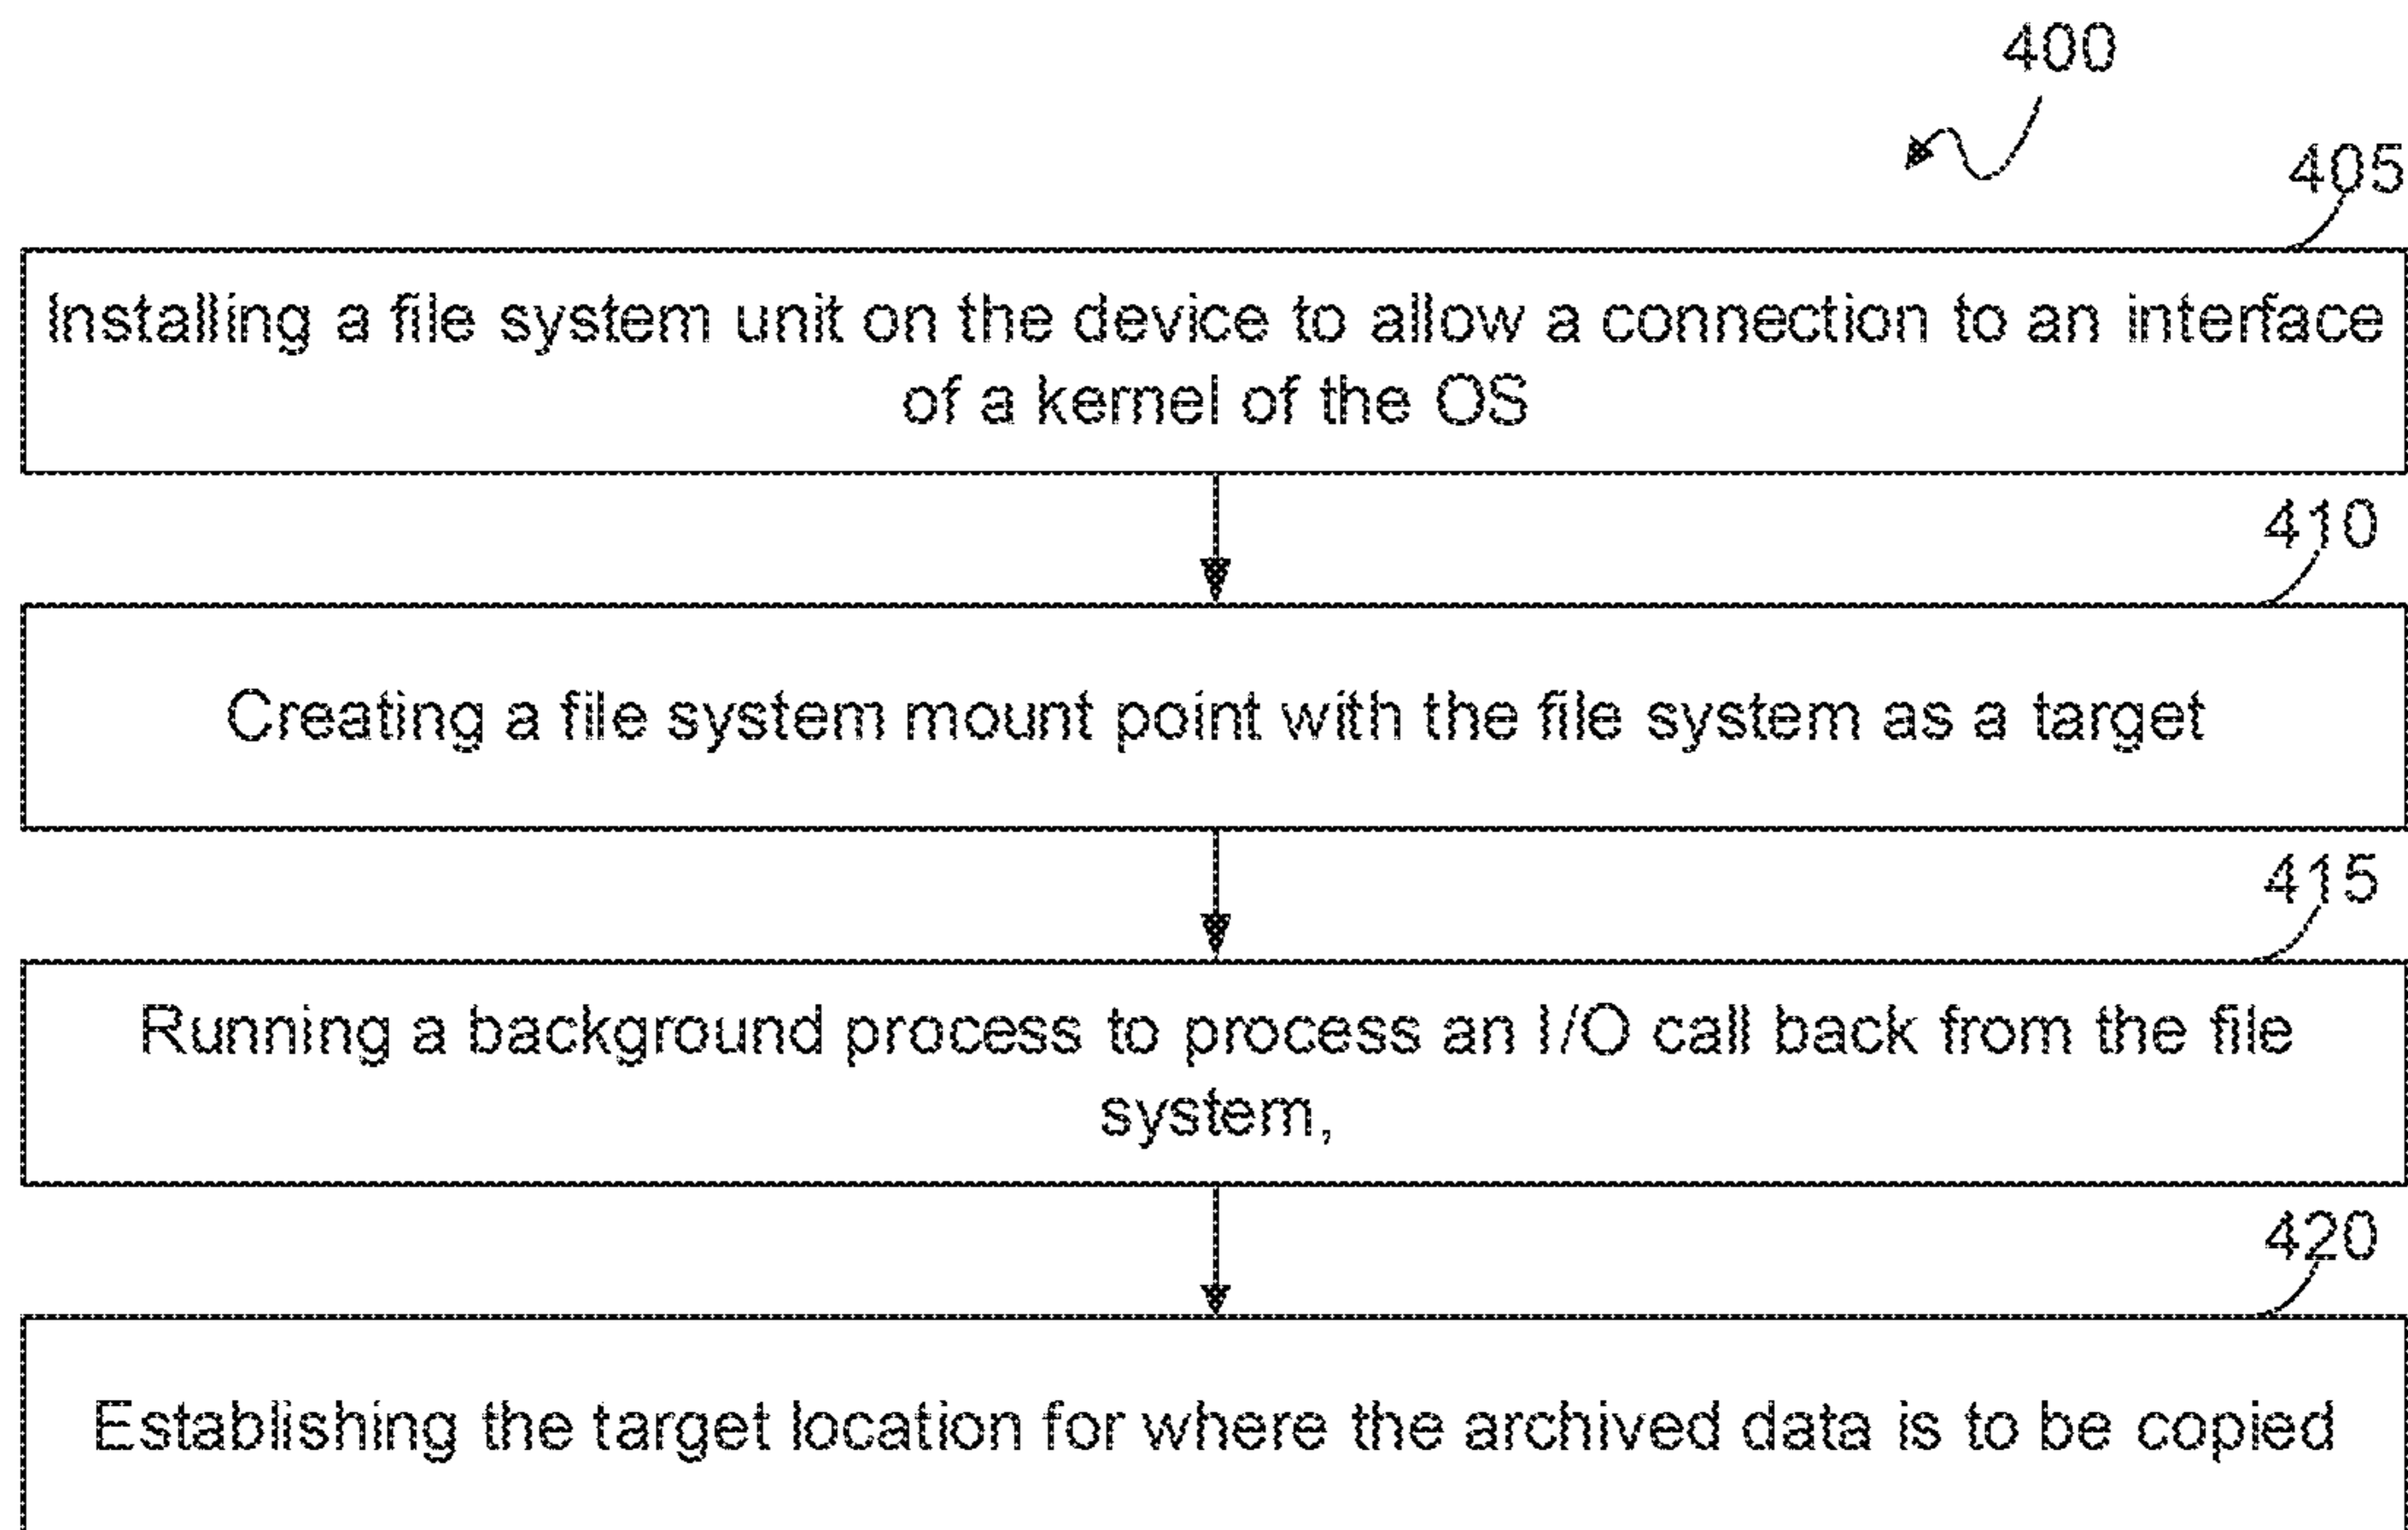 400
405
Installing a file system unit on the device to allow a connection to an interface
of a kernel of the OS
410
Creating a file system mount point with the file system as a target
415
Running a background process to process an I/O call back from the file
system,
420
Establishing the target location for where the archived data is to be copied